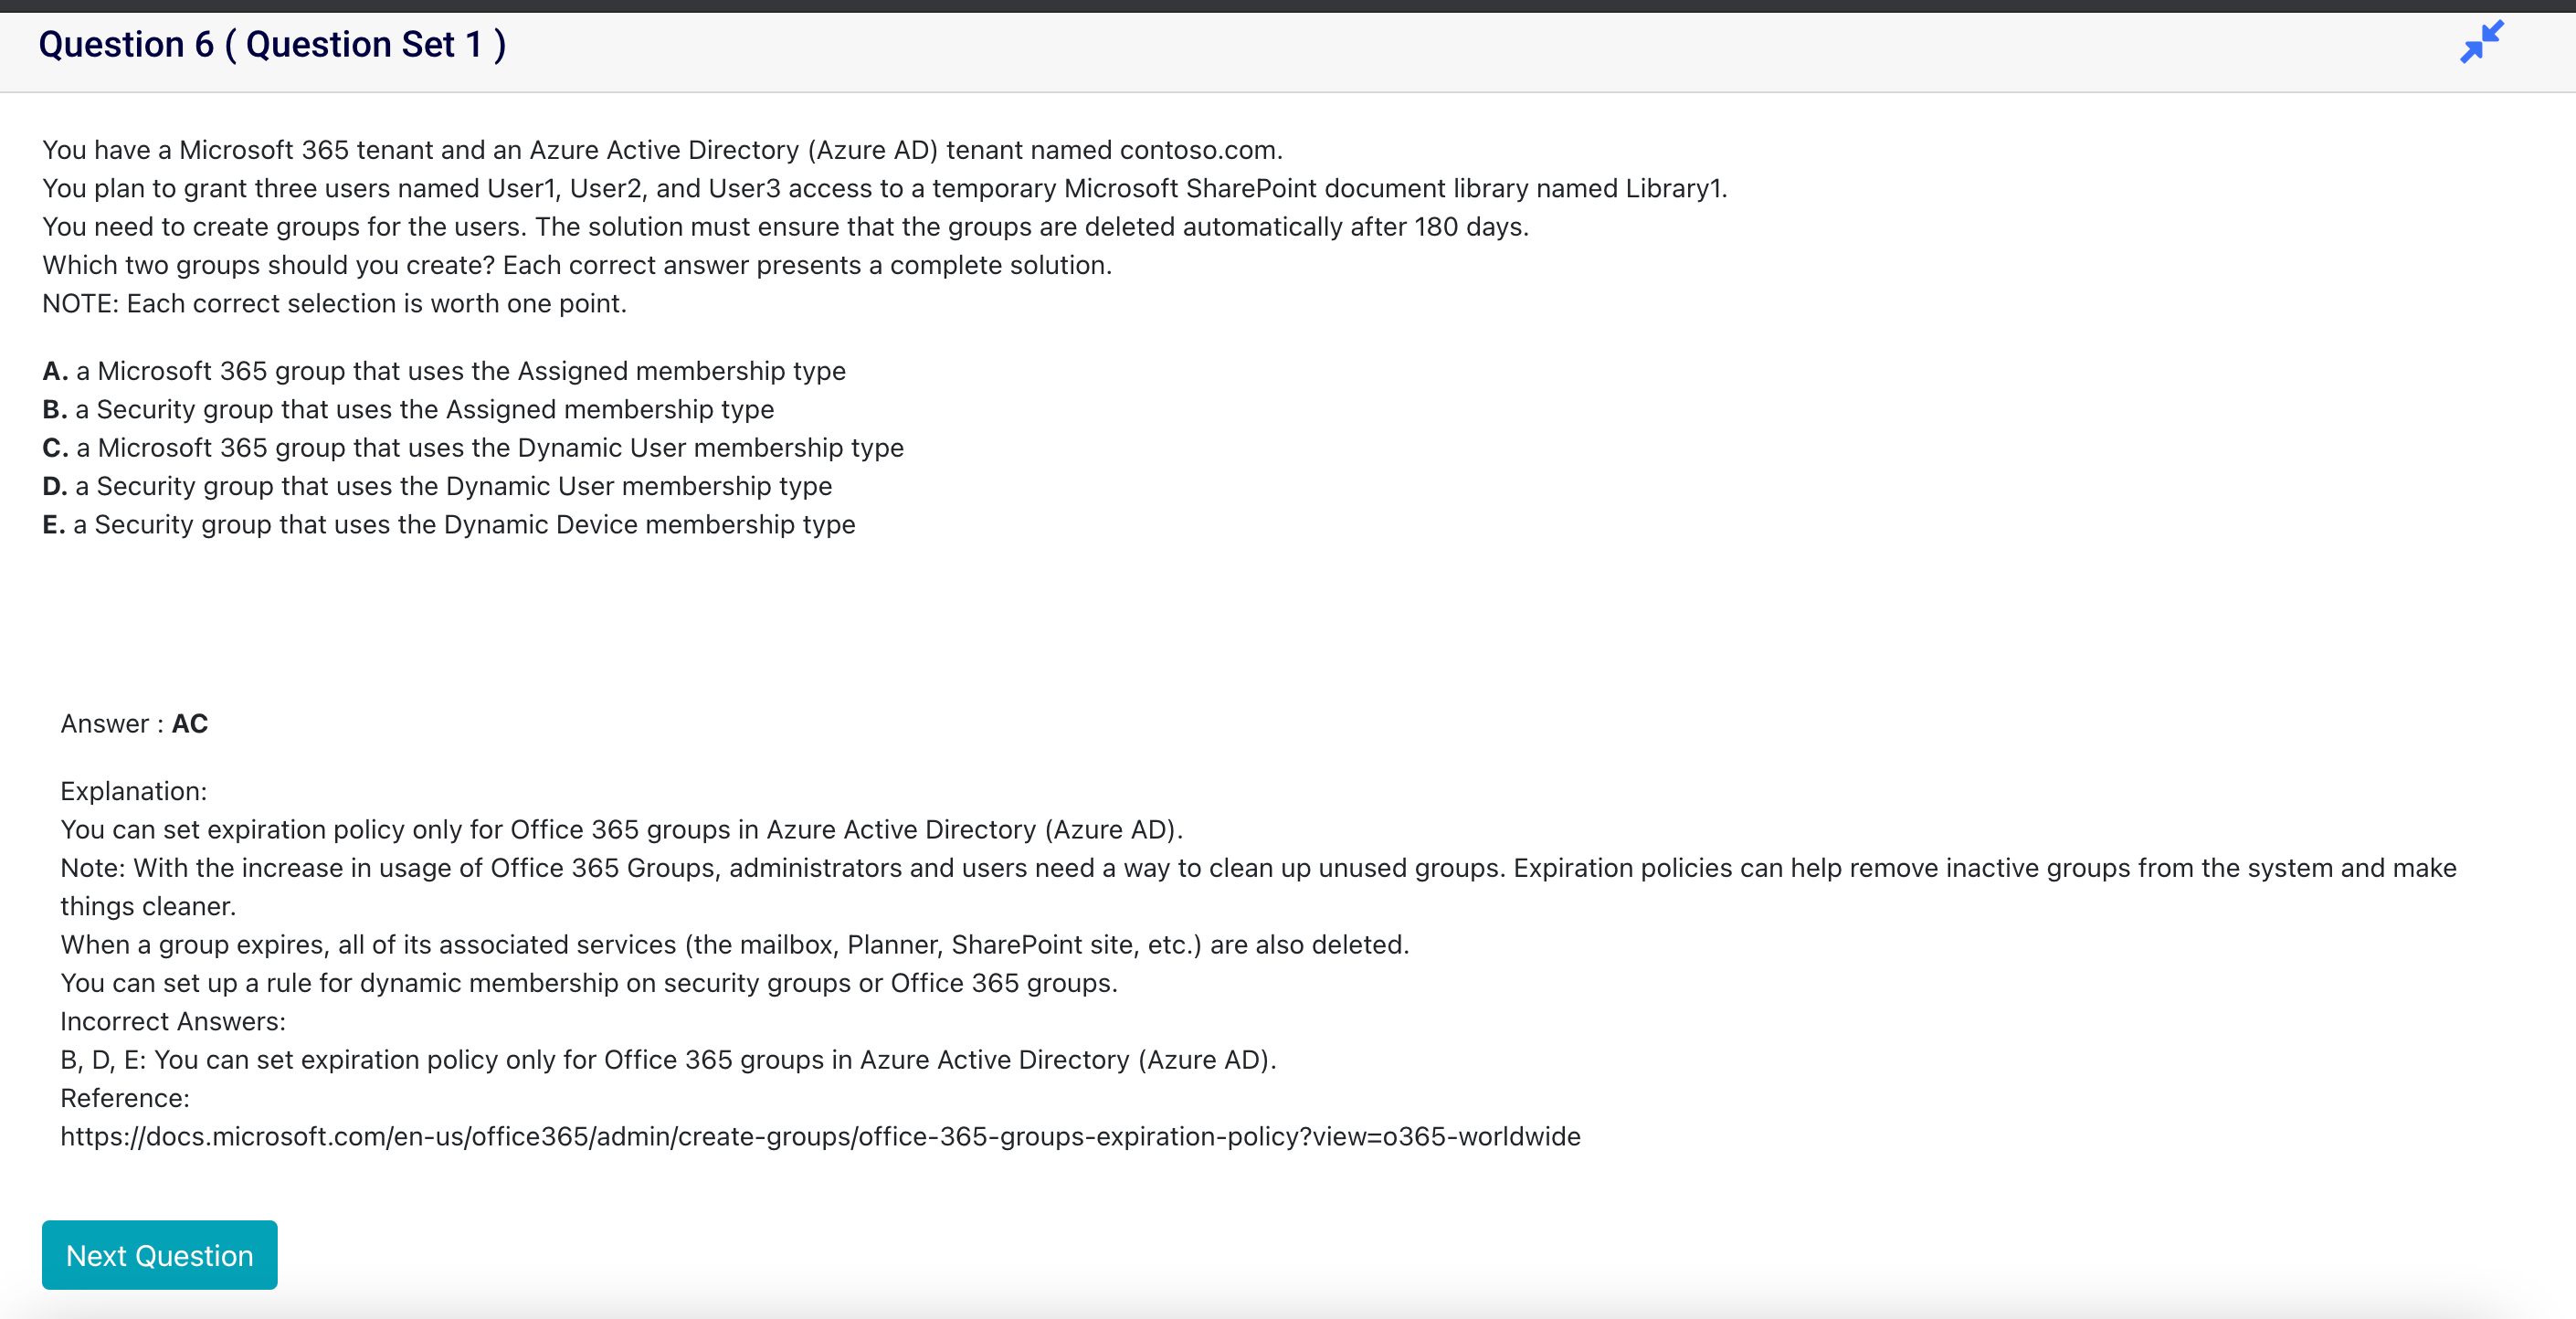 Question 6 ( Question Set 1 )
You have a Microsoft 365 tenant and an Azure Active Directory (Azure AD) tenant named contoso.com.
You plan to grant three users named User1, User2, and User3 access to a temporary Microsoft SharePoint document library named Library1.
You need to create groups for the users. The solution must ensure that the groups are deleted automatically after 180 days.
Which two groups should you create? Each correct answer presents a complete solution.
NOTE: Each correct selection is worth one point.
A. a Microsoft 365 group that uses the Assigned membership type
B. a Security group that uses the Assigned membership type
C. a Microsoft 365 group that uses the Dynamic User membership type
D. a Security group that uses the Dynamic User membership type
E. a Security group that uses the Dynamic Device membership type
Answer : AC
Explanation:
You can set expiration policy only for Office 365 groups in Azure Active Directory (Azure AD).
Note: With the increase in usage of Office 365 Groups, administrators and users need a way to clean up unused groups. Expiration policies can help remove inactive groups from the system and make
things cleaner.
When a group expires, all of its associated services (the mailbox, Planner, SharePoint site, etc.) are also deleted.
You can set up a rule for dynamic membership on security groups or Office 365 groups.
Incorrect Answers:
B, D, E: You can set expiration policy only for Office 365 groups in Azure Active Directory (Azure AD).
Reference:
https://docs.microsoft.com/en-us/office365/admin/create-groups/office-365-groups-expiration-policy?view=o365-worldwide
Next Question